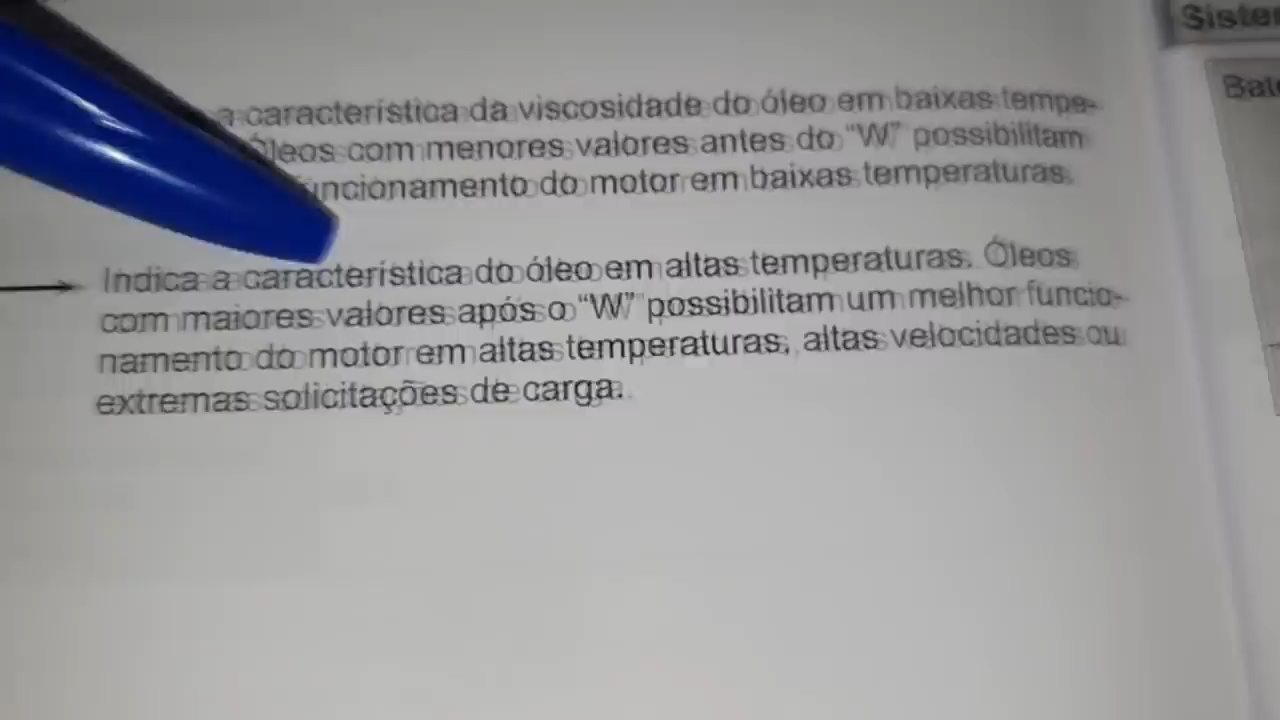 a característica da viscosidade do óleo em baixas tempe-
Óleos com menores valores antes do “W” possibilitam
funcionamento do motor em baixas temperaturas.
Indica a característica do óleo em altas temperaturas. Óleos
com maiores valores após o “W” possibilitam um melhor funcio-
namento do motor em altas temperaturas, altas velocidades ou
extremas solicitações de carga.